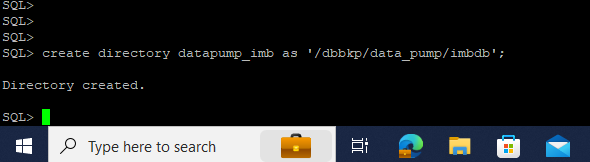 SQL>
SQL>
SQL>
SQL> create directory datapump_imb as '/dbbkp/data_pump/imbdb';
Directory created.
SQL>
Type here to search